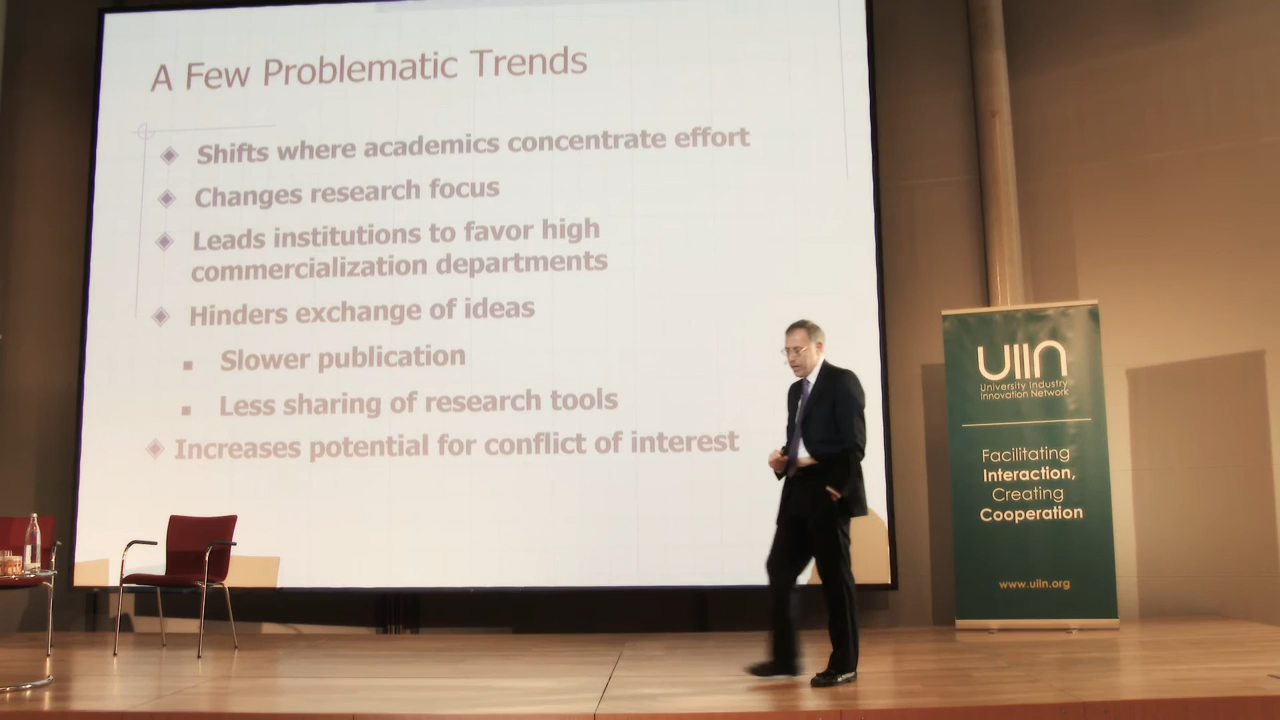 A Few Problematic Trends
Shifts where academics concentrate effort
Changes research focus
Leads institutions to favor high
commercialization departments
Hinders exchange of ideas
Slower publication
Less sharing of research tools
Increases potential for conflict of interest
UIIN
University Industry
Innovation Network
Facilitating
Interaction,
Creating
Cooperation
www.uiin.org